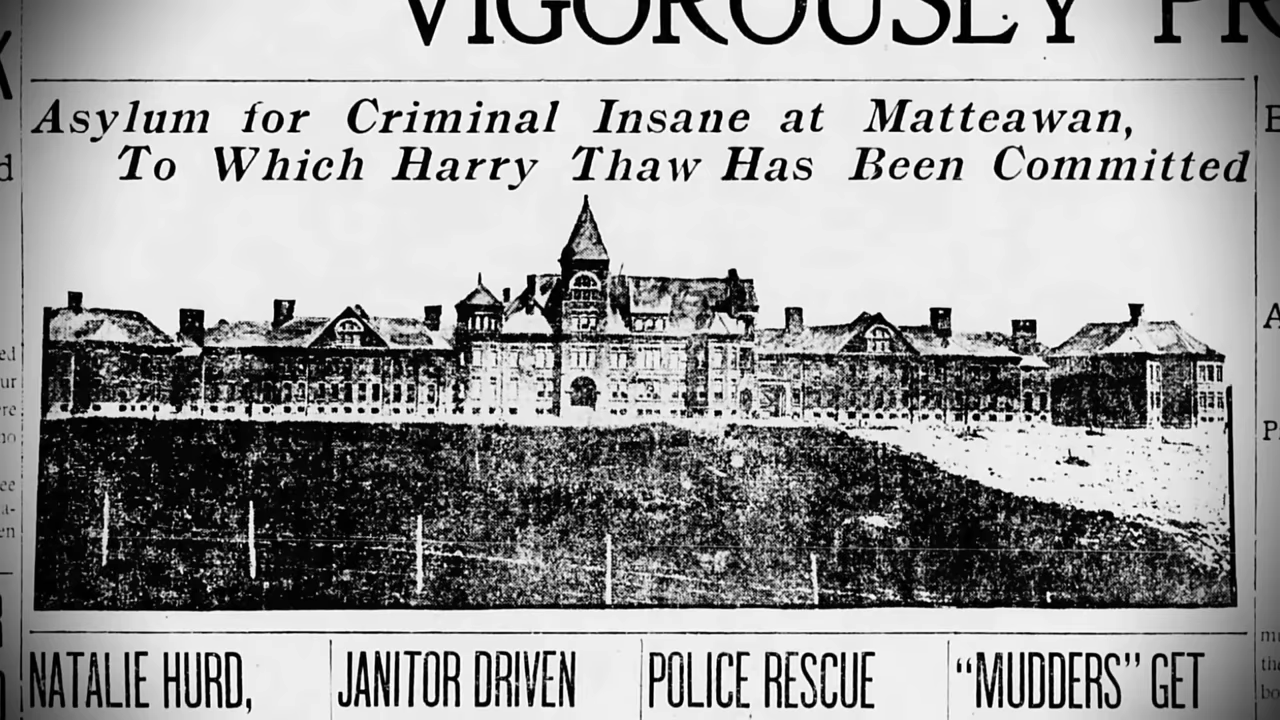 VIGOROUSLY PR
Asylum for Criminal Insane at Matteawan,
To Which Harry Thaw Has Been Committed
NATALIE HURD,
JANITOR DRIVEN
POLICE RESCUE
“MUDDERS” GET